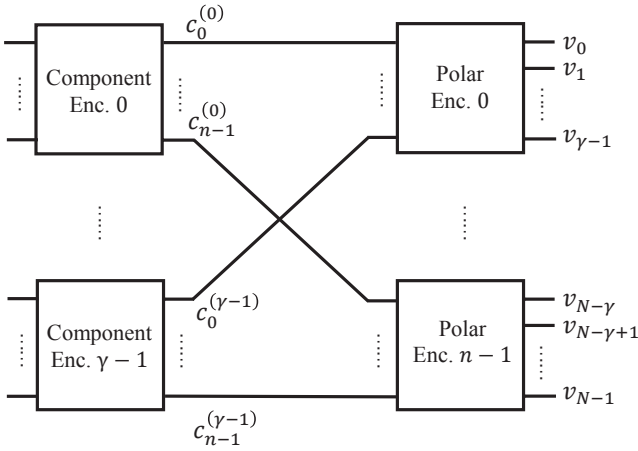 c_0^{(0)}
Component
Enc. 0
Polar
Enc. 0
v_0
v_1
v_{γ−1}
c_{n−1}^{(0)}
c_0^{(γ−1)}
Component
Enc. γ − 1
Polar
Enc. n − 1
v_{N−γ}
v_{N−γ+1}
v_{N−1}
c_{n−1}^{(γ−1)}